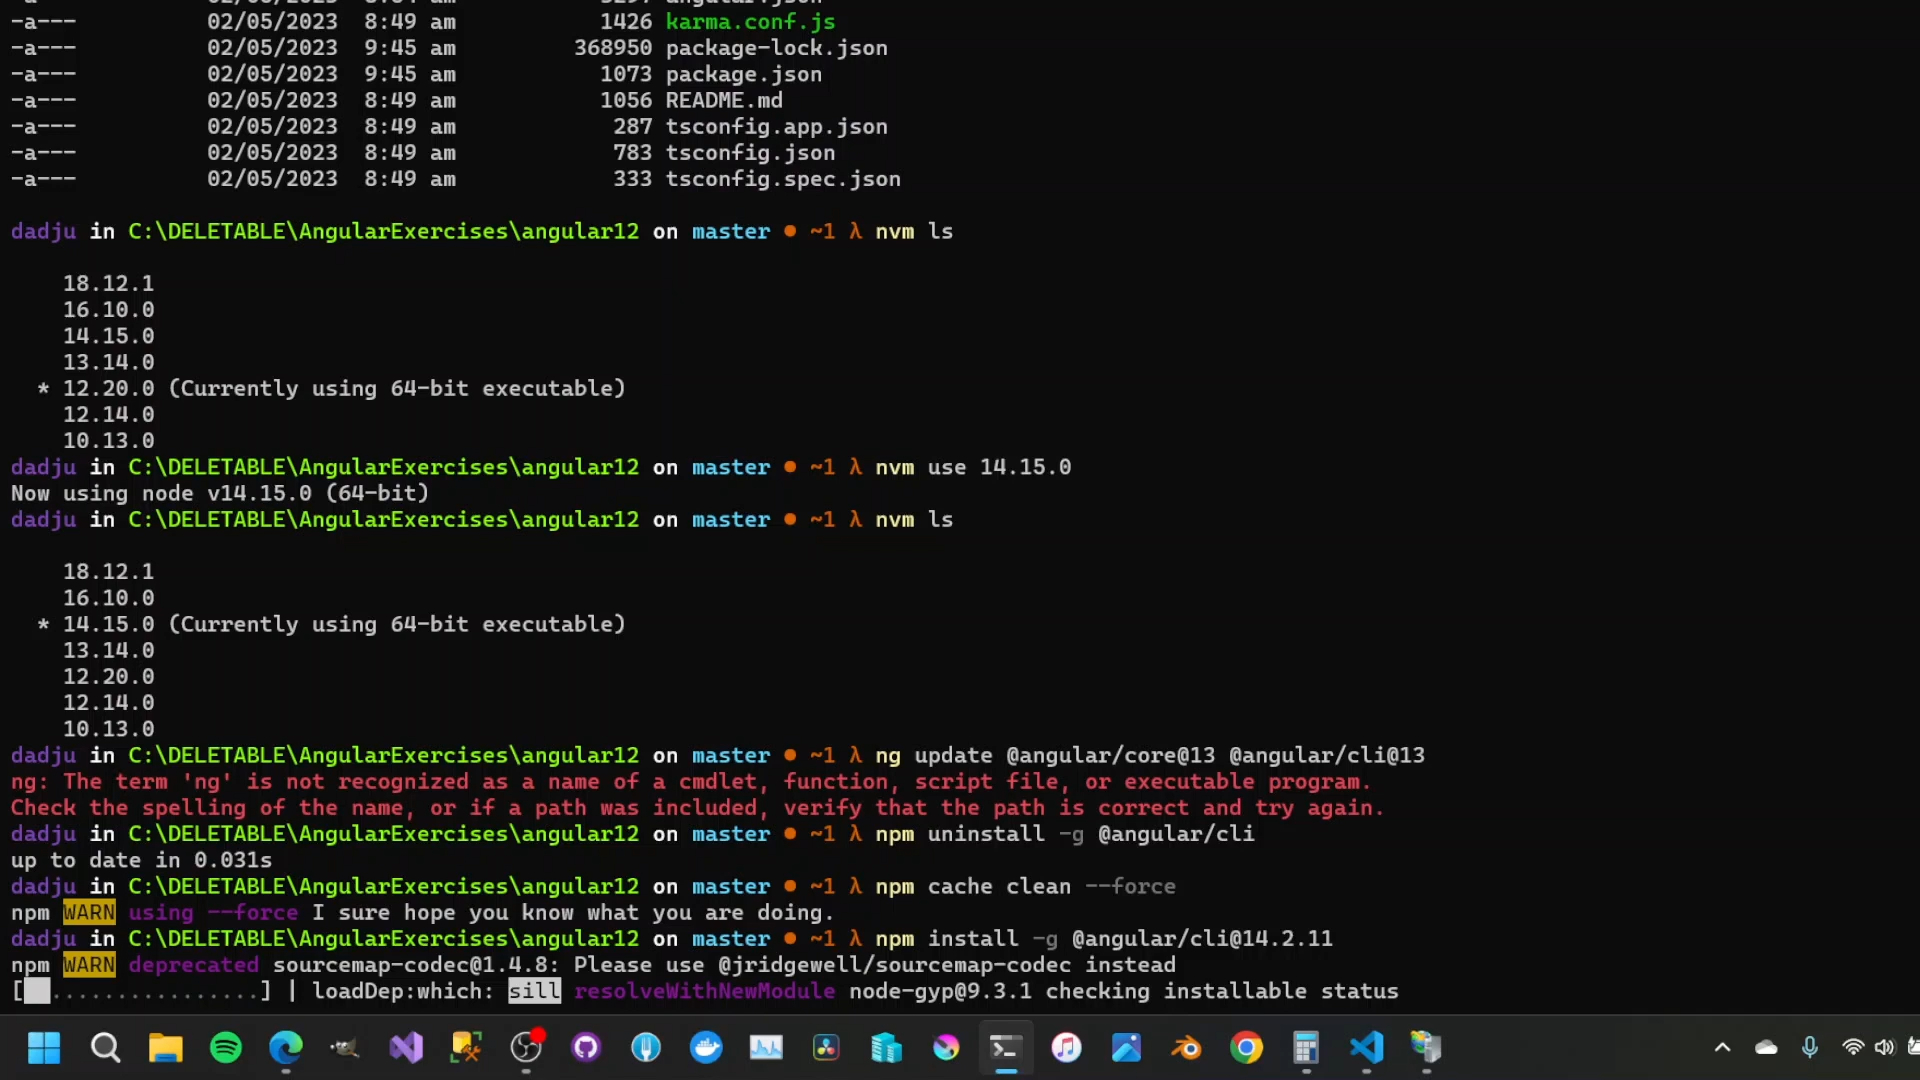 -a--- 02/05/2023 angular.json
-a--- 02/05/2023 8:49 am 1426 karma.conf.js
-a--- 02/05/2023 9:45 am 368950 package-lock.json
-a--- 02/05/2023 9:45 am 1073 package.json
-a--- 02/05/2023 8:49 am 1056 README.md
-a--- 02/05/2023 8:49 am 287 tsconfig.app.json
-a--- 02/05/2023 8:49 am 783 tsconfig.json
-a--- 02/05/2023 8:49 am 333 tsconfig.spec.json
dadju in C:\DELETABLE\AngularExercises\angular12 on master ● ~1 λ nvm ls
18.12.1
16.10.0
14.15.0
13.14.0
* 12.20.0 (Currently using 64-bit executable)
12.14.0
10.13.0
dadju in C:\DELETABLE\AngularExercises\angular12 on master ● ~1 λ nvm use 14.15.0
Now using node v14.15.0 (64-bit)
dadju in C:\DELETABLE\AngularExercises\angular12 on master ● ~1 λ nvm ls
18.12.1
16.10.0
* 14.15.0 (Currently using 64-bit executable)
13.14.0
12.20.0
12.14.0
10.13.0
dadju in C:\DELETABLE\AngularExercises\angular12 on master ● ~1 λ ng update @angular/core@13 @angular/cli@13
ng: The term 'ng' is not recognized as a name of a cmdlet, function, script file, or executable program.
Check the spelling of the name, or if a path was included, verify that the path is correct and try again.
dadju in C:\DELETABLE\AngularExercises\angular12 on master ● ~1 λ npm uninstall -g @angular/cli
up to date in 0.031s
dadju in C:\DELETABLE\AngularExercises\angular12 on master ● ~1 λ npm cache clean --force
npm WARN using --force I sure hope you know what you are doing.
dadju in C:\DELETABLE\AngularExercises\angular12 on master ● ~1 λ npm install -g @angular/cli@14.2.11
npm WARN deprecated sourcemap-codec@1.4.8: Please use @jridgewell/sourcemap-codec instead
[  ................] | loadDep:which: sill resolveWithNewModule node-gyp@9.3.1 checking installable status